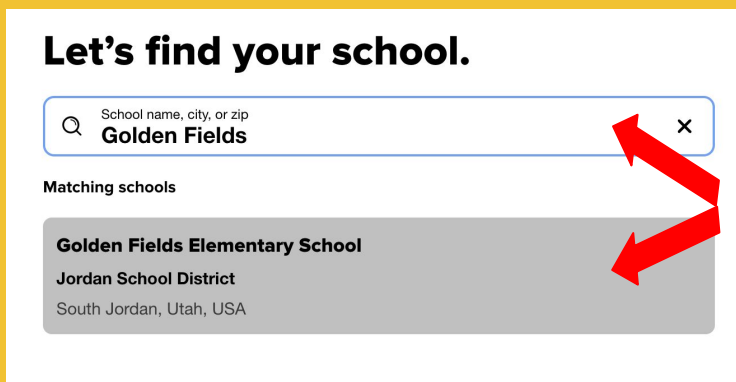 Let’s find your school.
School name, city, or zip
Golden Fields
Matching schools
Golden Fields Elementary School
Jordan School District
South Jordan, Utah, USA